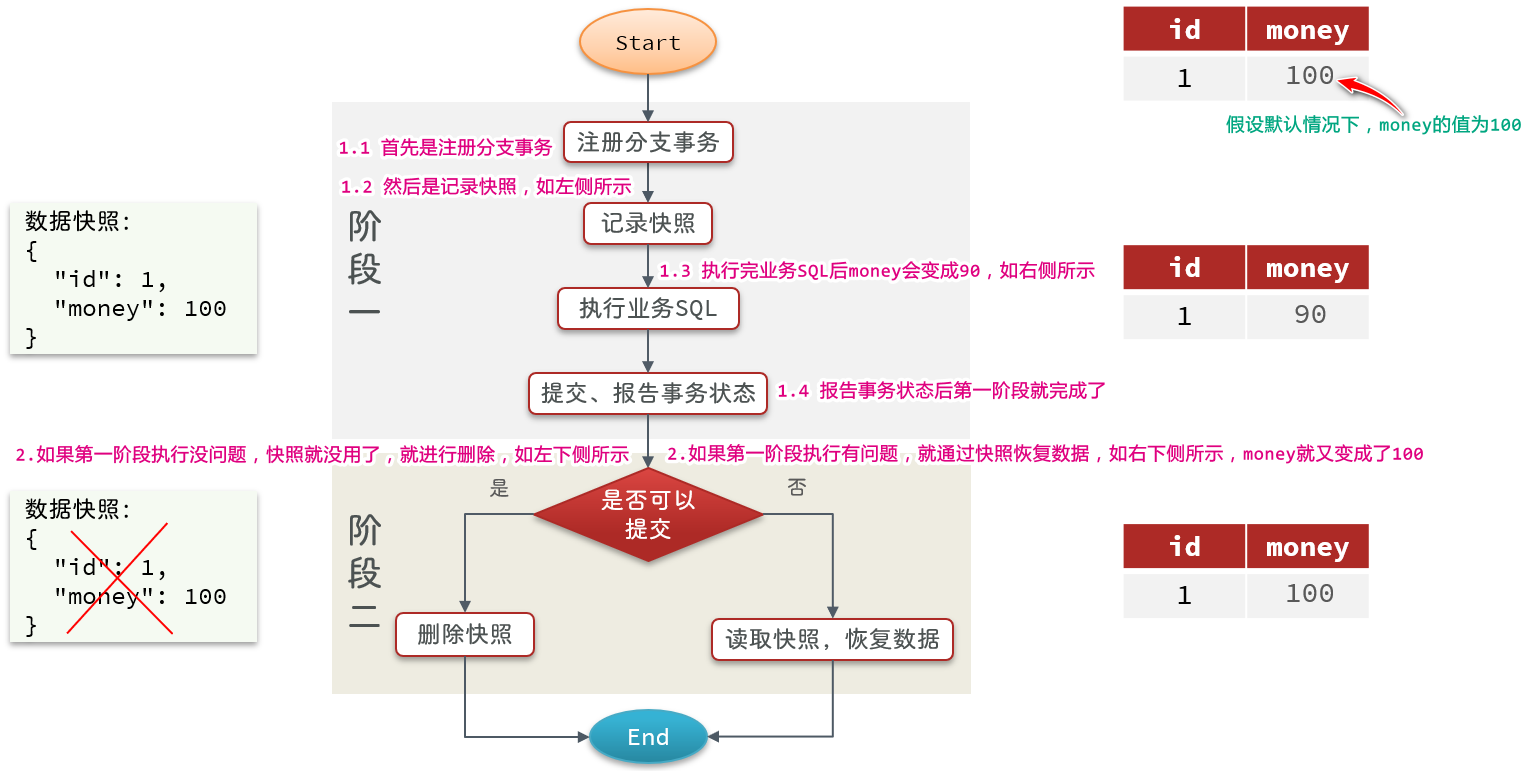 Start
id money
1 100
假设默认情况下，money的值为100
注册分支事务
1.1 首先是注册分支事务
1.2 然后是记录快照，如左侧所示
阶段一
记录快照
数据快照：
{
"id": 1,
"money": 100
}
1.3 执行完业务SQL后money会变成90，如右侧所示
执行业务SQL
id money
1 90
提交、报告事务状态
1.4 报告事务状态后第一阶段就完成了
2.如果第一阶段执行没问题，快照就没用了，就进行删除，如左下侧所示
2.如果第一阶段执行有问题，就通过快照恢复数据，如右下侧所示，money就又变成了100
是
否
是否可以
提交
阶段二
数据快照：
{
"id": 1,
"money": 100
}
id money
1 100
删除快照
读取快照，恢复数据
End